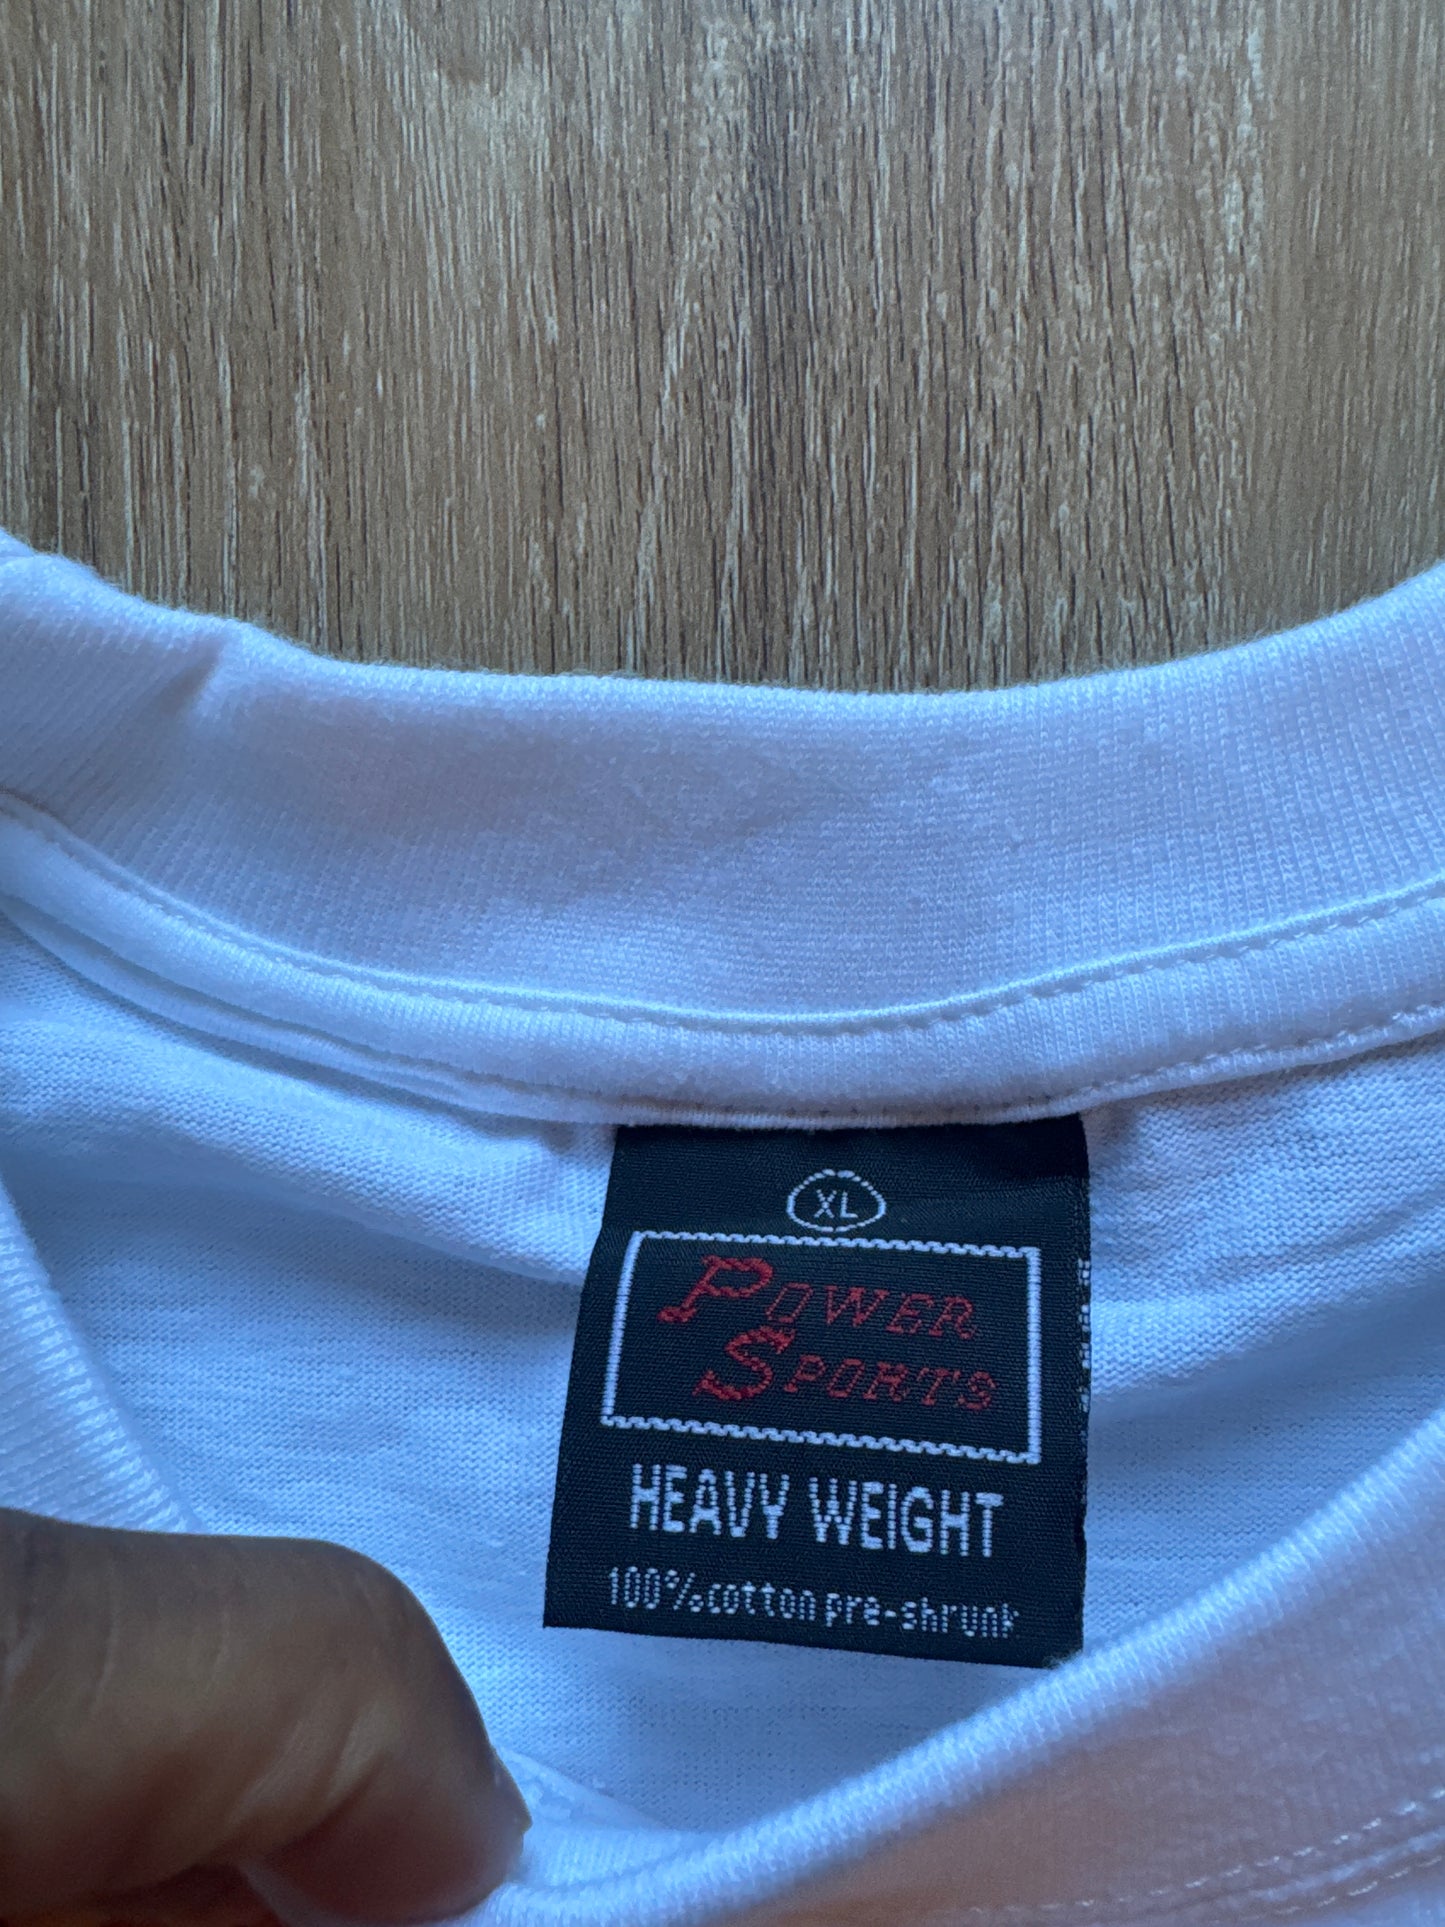 XL
POWER
SPORTS
HEAVY WEIGHT
100%cotton pre-shrunk